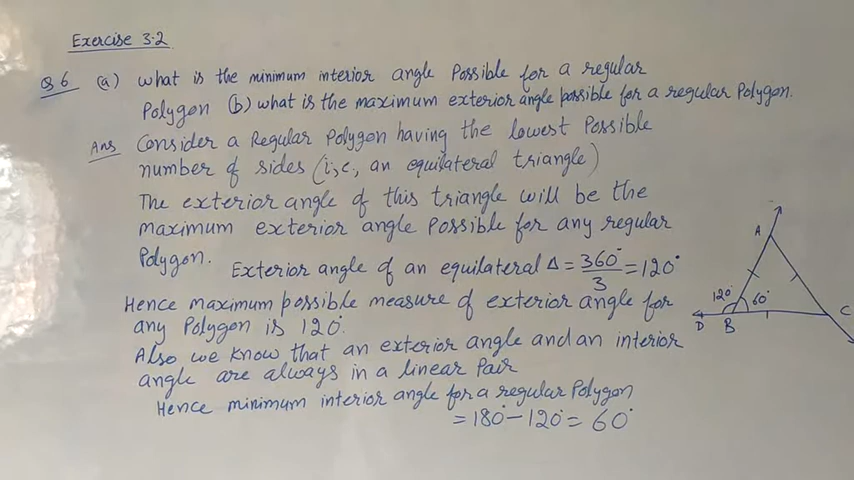 Exercise 3.2
Q 6 (a) what is the minimum interior angle Possible for a regular
Polygon (b) what is the maximum exterior angle possible for a regular Polygon.
Ans Consider a Regular Polygon having the lowest Possible
number of sides (i,e., an equilateral triangle)
The exterior angle of this triangle will be the
maximum exterior angle Possible for any regular
Polygon.
Exterior angle of an equilateral Δ = 360°/3 = 120°
Hence maximum possible measure of exterior angle for
any Polygon is 120°.
Also we know that an exterior angle and an interior
angle are always in a linear Pair
Hence minimum interior angle for a regular Polygon
= 180° - 120° = 60°
A
120° 60°
D B C